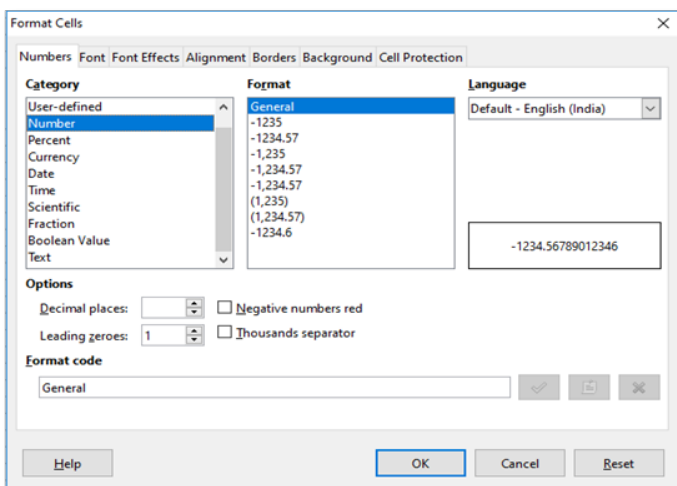 Format Cells
Numbers Font Font Effects Alignment Borders Background Cell Protection
Category
User-defined
Number
Percent
Currency
Date
Time
Scientific
Fraction
Boolean Value
Text
Format
General
-1235
-1234.57
-1,235
-1,234.57
-1,234.57
(1,235)
(1,234.57)
-1234.6
Language
Default - English (India)
-1234.56789012346
Options
Decimal places:
Negative numbers red
Leading zeroes: 1
Thousands separator
Format code
General
Help
OK
Cancel
Reset